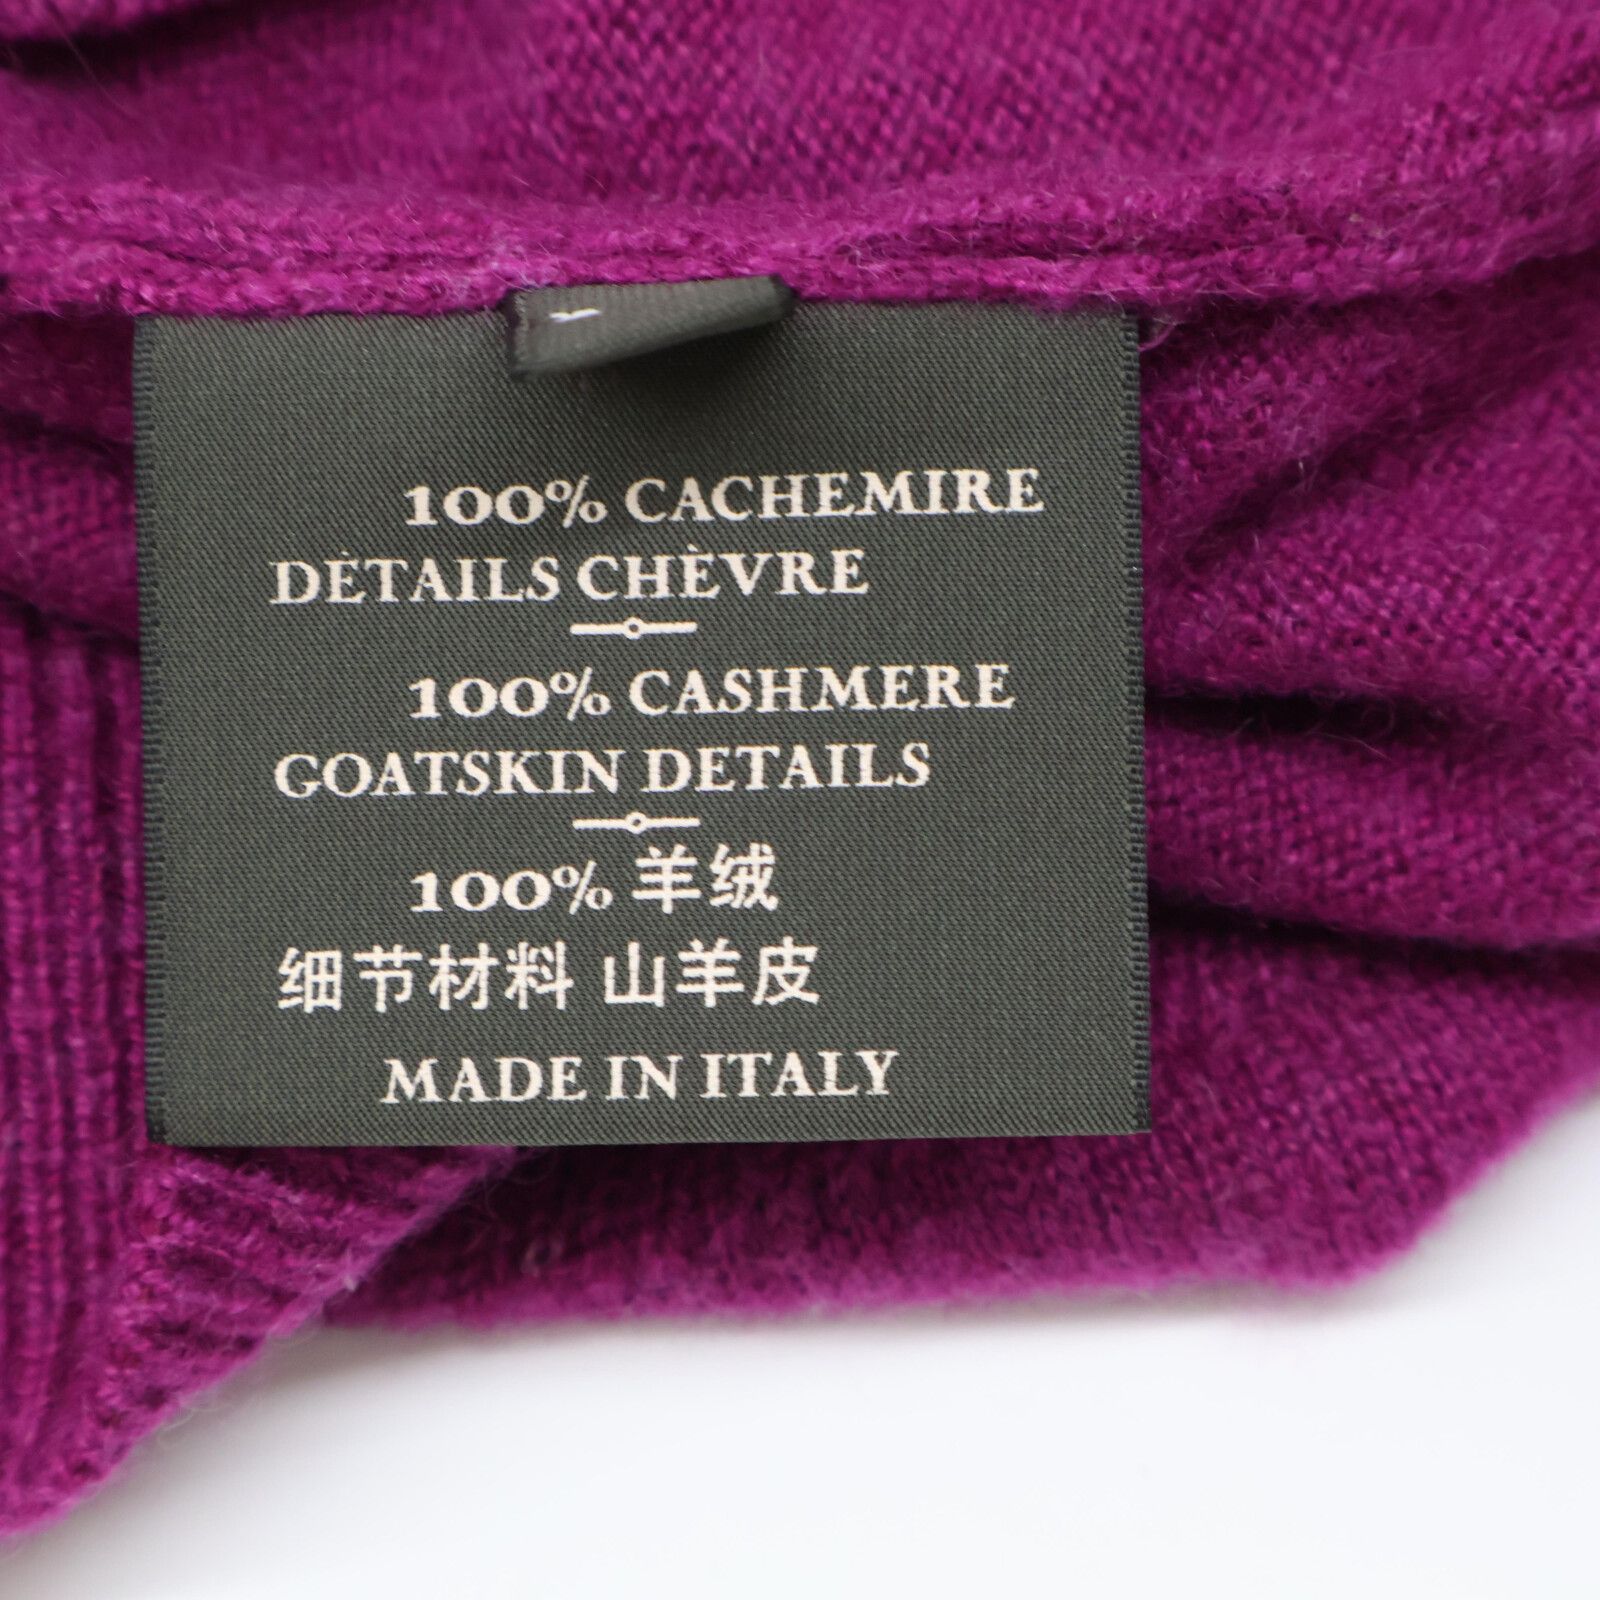 100% CACHEMIRE
DÉTAILS CHÈVRE
100% CASHMERE
GOATSKIN DETAILS
100% 羊绒
细节材料 山羊皮
MADE IN ITALY